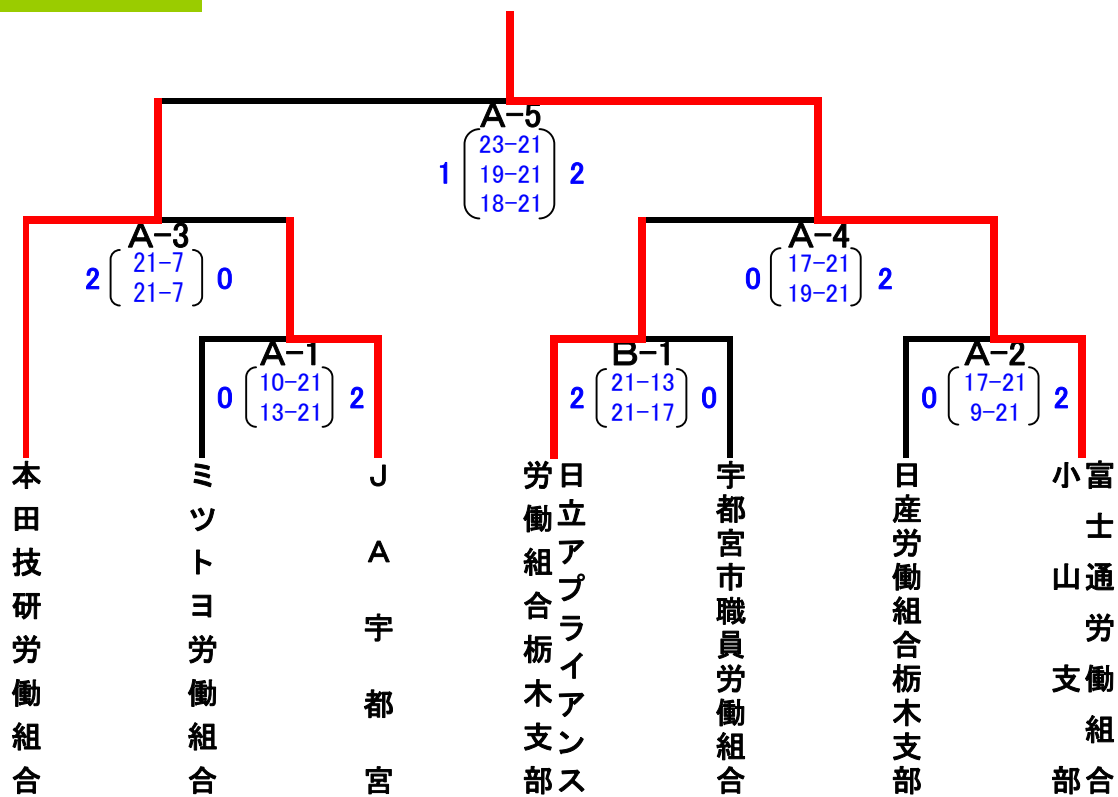 A-5
23-21
1 19-21 2
18-21
A-3
21-7
2 0
21-7
A-4
17-21
0 2
19-21
A-1
10-21
0 2
13-21
B-1
21-13
2 0
21-17
A-2
17-21
0 2
9-21
本田技研労働組合
ミツトヨ労働組合
JA宇都宮
日立アプライアンス
労働組合栃木支部
宇都宮市職員労働組合
日産労働組合栃木支部
富士通労働組合
小山支部